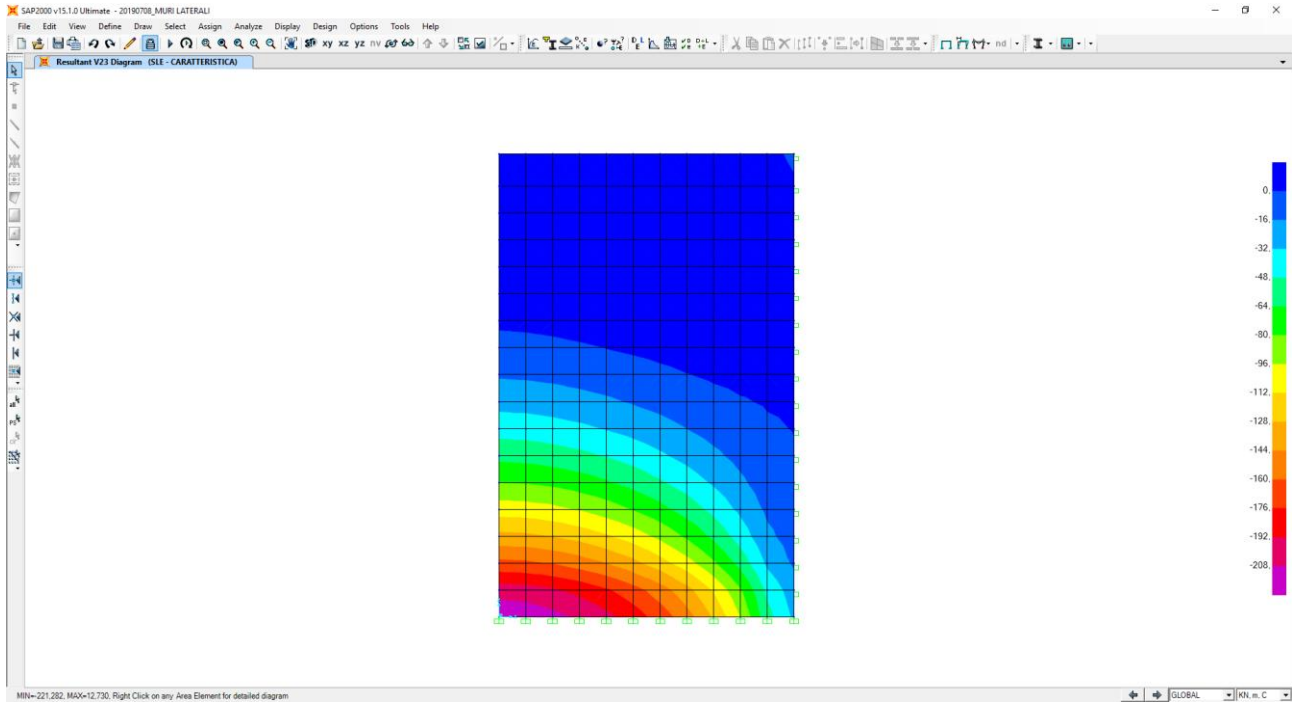 SAP2000 v15.1.0 Ultimate - 20190708_MURI LATERALI
File Edit View Define Draw Select Assign Analyze Display Design Options Tools Help
xy xz yz nv nd
Resultant V23 Diagram (SLE - CARATTERISTICA)
0,
-16,
-32,
-48,
-64,
-80,
-96,
-112,
-128,
-144,
-160,
-176,
-192,
-208,
MIN=-221,282, MAX=12,730, Right Click on any Area Element for detailed diagram
GLOBAL
KN, m, C